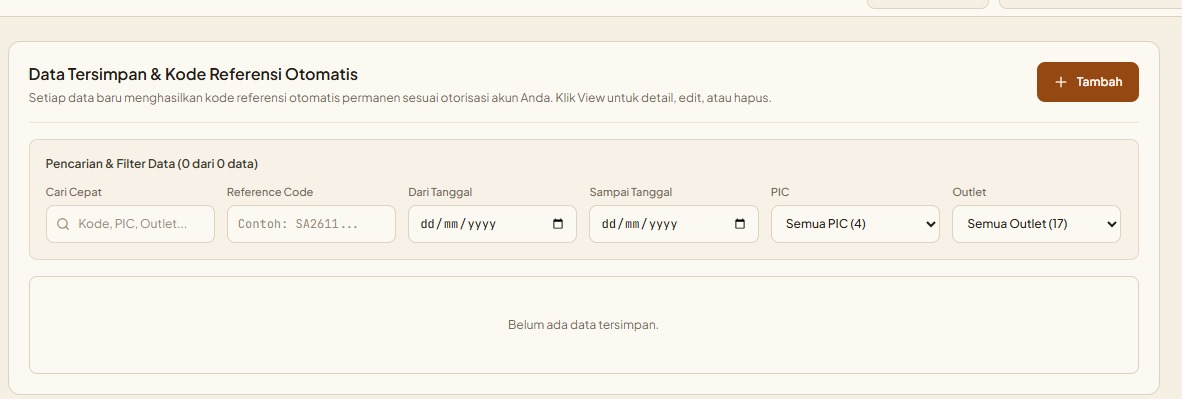 Data Tersimpan & Kode Referensi Otomatis
Setiap data baru menghasilkan kode referensi otomatis permanen sesuai otorisasi akun Anda. Klik View untuk detail, edit, atau hapus.
+ Tambah
Pencarian & Filter Data (0 dari 0 data)
Cari Cepat
Reference Code
Dari Tanggal
Sampai Tanggal
PIC
Outlet
Kode, PIC, Outlet...
Contoh: SA2611...
dd/mm/yyyy
dd/mm/yyyy
Semua PIC (4)
Semua Outlet (17)
Belum ada data tersimpan.